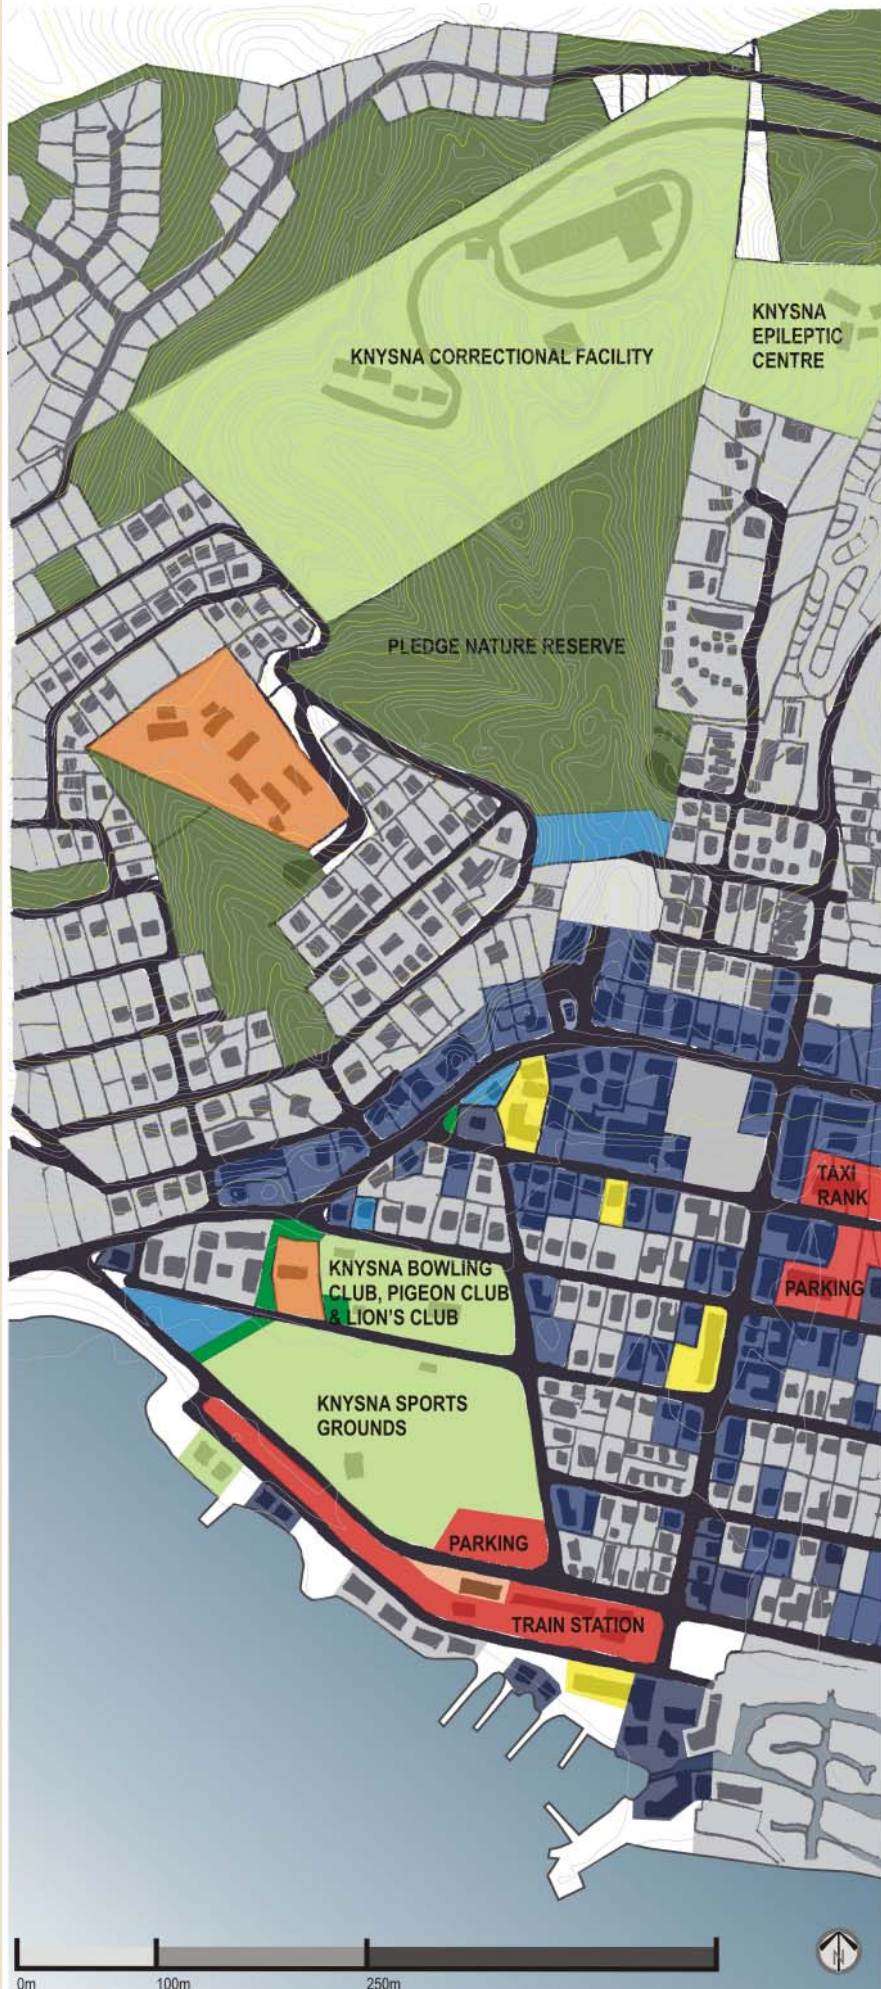 KNYSNA
EPILEPTIC
CENTRE
KNYSNA CORRECTIONAL FACILITY
PLEDGE NATURE RESERVE
TAXI
RANK
KNYSNA BOWLING
CLUB, PIGEON CLUB
& LION'S CLUB
PARKING
KNYSNA SPORTS
GROUNDS
PARKING
TRAIN STATION
N
0m 100m 250m